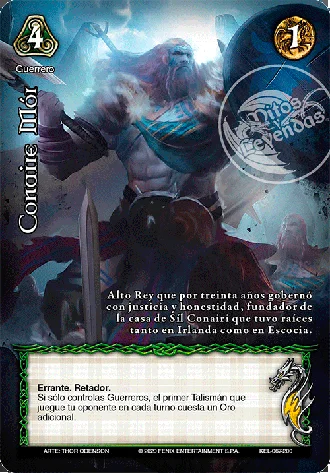 4
1
Guerrero
Mitos
y
Leyendas
Conaire Mór
Alto Rey que por treinta años gobernó
con justicia y honestidad, fundador de
la casa de Síl Conairi que tuvo raíces
tanto en Irlanda como en Escocia.
Errante. Retador.
Si sólo controlas Guerreros, el primer Talismán que
juegue tu oponente en cada turno cuesta un Oro
adicional.
ARTE: THOR ODENSON
© 2020 FENIX ENTERTAINMENT S.P.A.